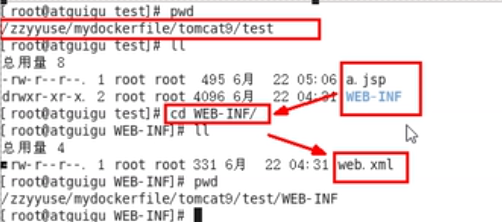 [root@atguigu test]# pwd
/zzyyuse/mydockerfile/tomcat9/test
[root@atguigu test]# ll
总用量 8
-rw-r--r--. 1 root root 495 6月 22 05:06 a.jsp
drwxr-xr-x. 2 root root 4096 6月 22 04:31 WEB-INF
[root@atguigu test]# cd WEB-INF/
[root@atguigu WEB-INF]# ll
总用量 4
-rw-r--r--. 1 root root 331 6月 22 04:31 web.xml
[root@atguigu WEB-INF]# pwd
/zzyyuse/mydockerfile/tomcat9/test/WEB-INF
[root@atguigu WEB-INF]#